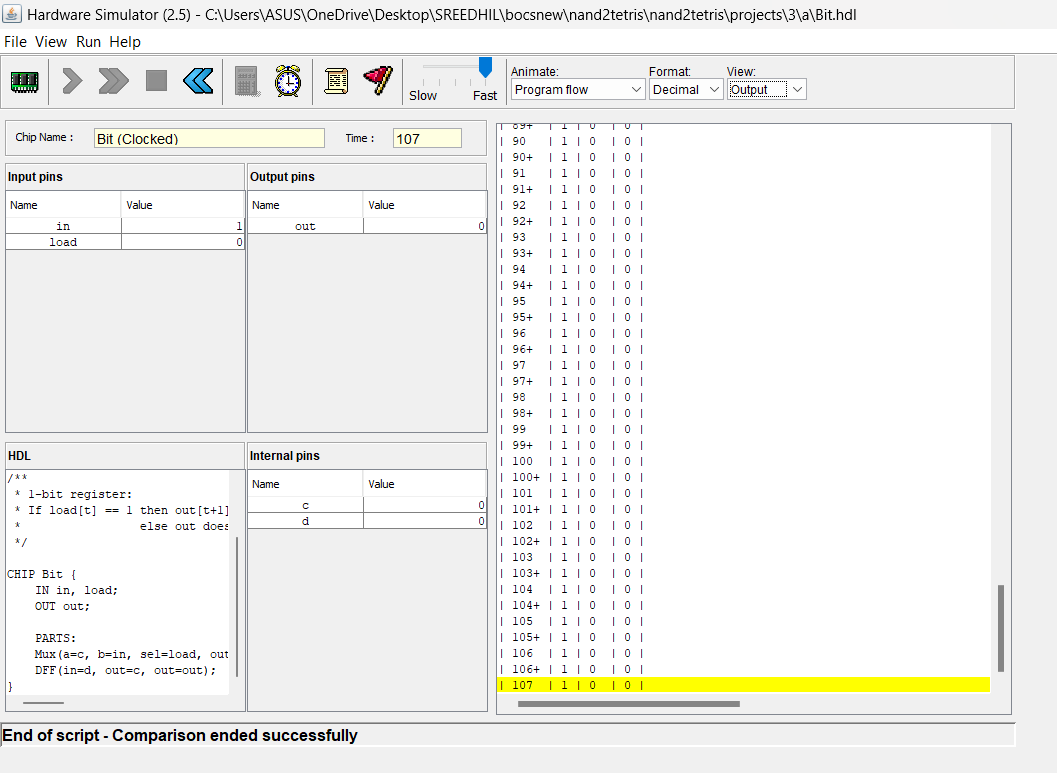 Hardware Simulator (2.5) - C:\Users\ASUS\OneDrive\Desktop\SREEDHIL\bocsnew\nand2tetris\nand2tetris\projects\3\a\Bit.hdl
File View Run Help
Slow Fast
Animate: Format: View:
Program flow Decimal Output
Chip Name : Bit (Clocked) Time : 107
Input pins
Name Value
in 1
load 0
Output pins
Name Value
out 0
HDL
/**
* 1-bit register:
* If load[t] == 1 then out[t+1]
* else out does
*/
CHIP Bit {
IN in, load;
OUT out;
PARTS:
Mux(a=c, b=in, sel=load, out
DFF(in=d, out=c, out=out);
}
Internal pins
Name Value
c 0
d 0
| 89+ | 1 | 0 | 0 |
| 90 | 1 | 0 | 0 |
| 90+ | 1 | 0 | 0 |
| 91 | 1 | 0 | 0 |
| 91+ | 1 | 0 | 0 |
| 92 | 1 | 0 | 0 |
| 92+ | 1 | 0 | 0 |
| 93 | 1 | 0 | 0 |
| 93+ | 1 | 0 | 0 |
| 94 | 1 | 0 | 0 |
| 94+ | 1 | 0 | 0 |
| 95 | 1 | 0 | 0 |
| 95+ | 1 | 0 | 0 |
| 96 | 1 | 0 | 0 |
| 96+ | 1 | 0 | 0 |
| 97 | 1 | 0 | 0 |
| 97+ | 1 | 0 | 0 |
| 98 | 1 | 0 | 0 |
| 98+ | 1 | 0 | 0 |
| 99 | 1 | 0 | 0 |
| 99+ | 1 | 0 | 0 |
| 100 | 1 | 0 | 0 |
| 100+ | 1 | 0 | 0 |
| 101 | 1 | 0 | 0 |
| 101+ | 1 | 0 | 0 |
| 102 | 1 | 0 | 0 |
| 102+ | 1 | 0 | 0 |
| 103 | 1 | 0 | 0 |
| 103+ | 1 | 0 | 0 |
| 104 | 1 | 0 | 0 |
| 104+ | 1 | 0 | 0 |
| 105 | 1 | 0 | 0 |
| 105+ | 1 | 0 | 0 |
| 106 | 1 | 0 | 0 |
| 106+ | 1 | 0 | 0 |
| 107 | 1 | 0 | 0 |
End of script - Comparison ended successfully